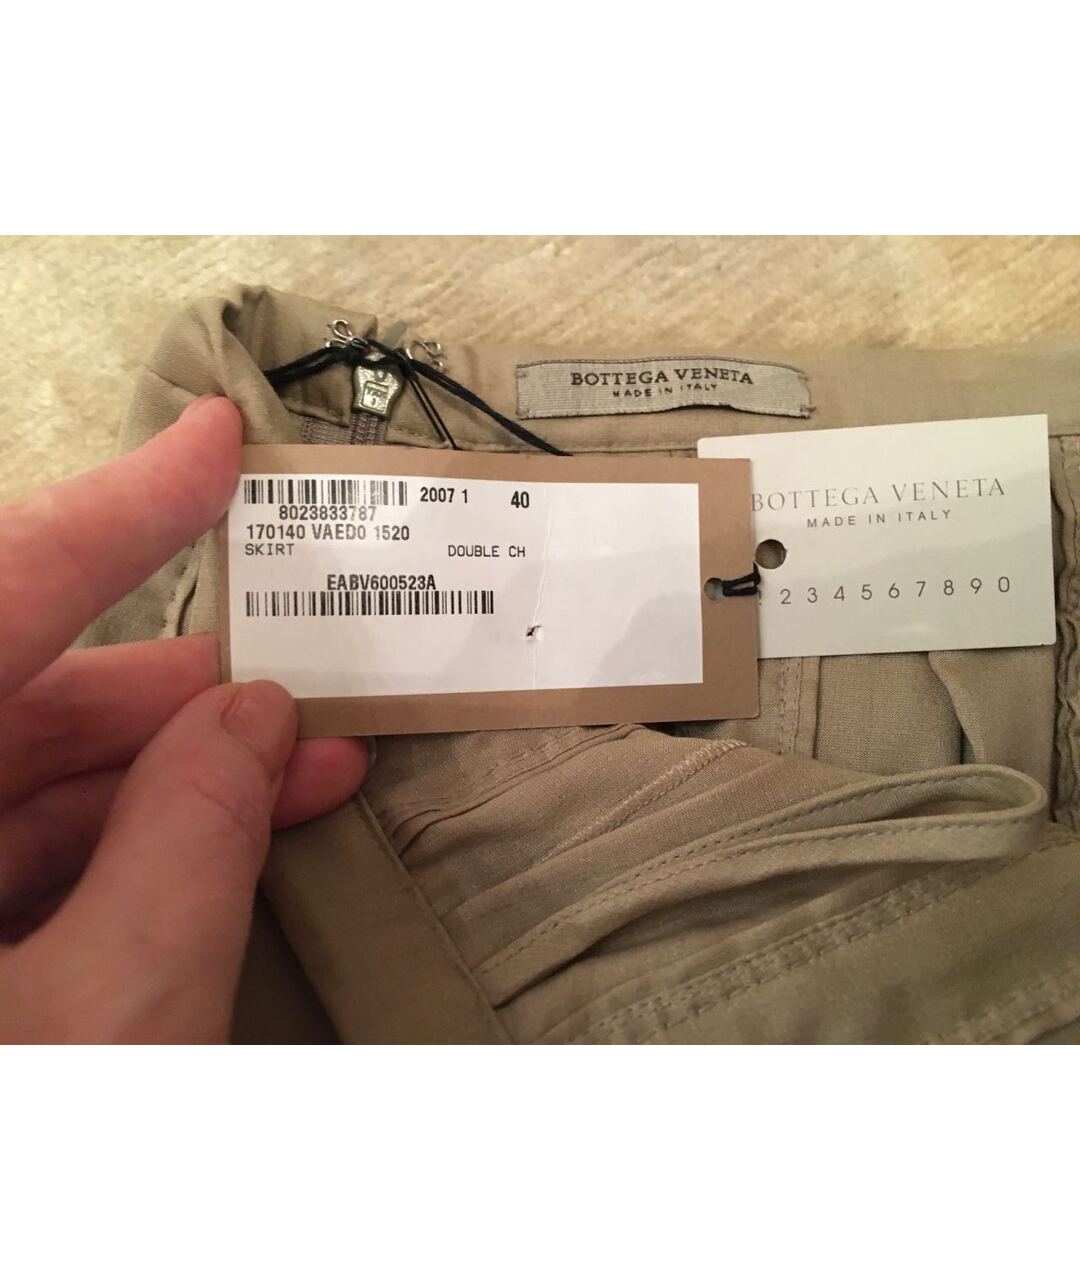 BOTTEGA VENETA
MADE IN ITALY
2007 1 40
8023833787
170140 VAEDO 1520
SKIRT DOUBLE CH
EABV600523A
BOTTEGA VENETA
MADE IN ITALY
2 3 4 5 6 7 8 9 0